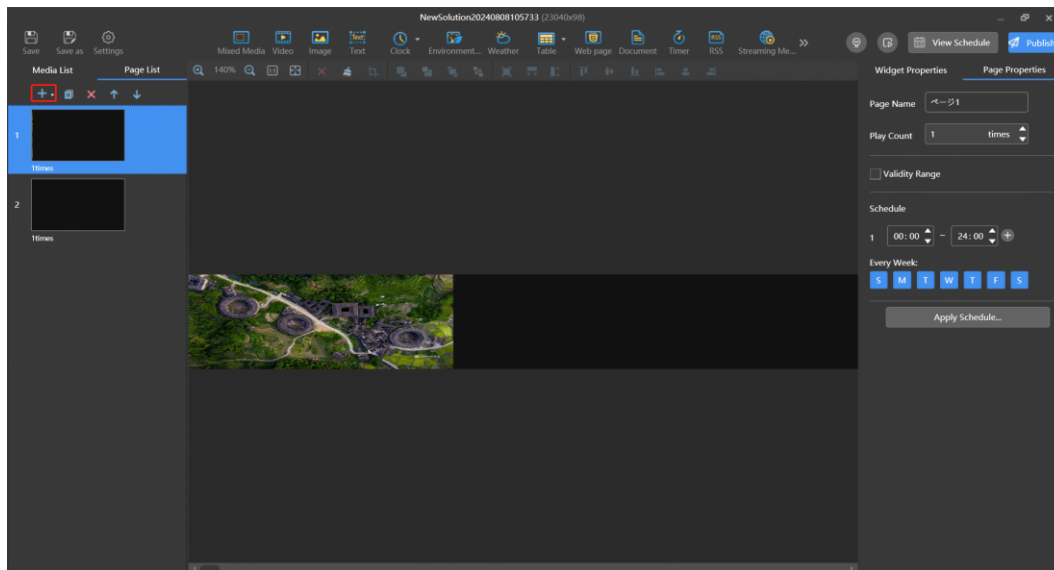 NewSolution20240808105733 (23040x98)
Save Save as Settings Mixed Media Video Image Text Clock Environment... Weather Table Web page Document Timer RSS Streaming Me... View Schedule Publish
Media List Page List 140% Widget Properties Page Properties
Page Name ページ1
1
Play Count 1 times
1times
Validity Range
2
Schedule
1 00:00 ~ 24:00
1times
Every Week:
S M T W T F S
Apply Schedule...